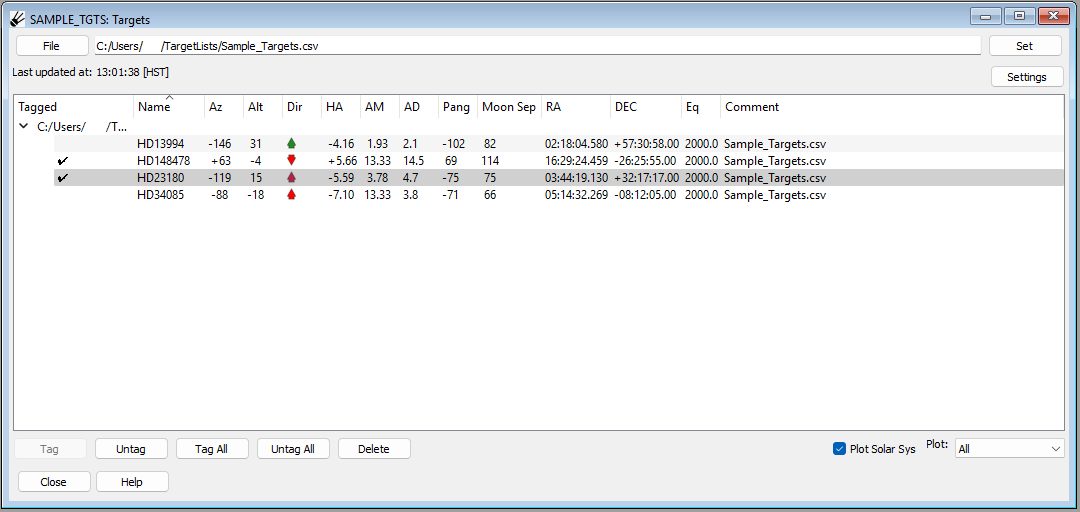 SAMPLE_TGTS: Targets
File C:/Users/ /TargetLists/Sample_Targets.csv Set
Last updated at: 13:01:38 [HST]
Settings
Tagged Name Az Alt Dir HA AM AD Pang Moon Sep RA DEC Eq Comment
C:/Users/ /T...
HD13994 -146 31 -4.16 1.93 2.1 -102 82 02:18:04.580 +57:30:58.00 2000.0 Sample_Targets.csv
✔ HD148478 +63 -4 +5.66 13.33 14.5 69 114 16:29:24.459 -26:25:55.00 2000.0 Sample_Targets.csv
✔ HD23180 -119 15 -5.59 3.78 4.7 -75 75 03:44:19.130 +32:17:17.00 2000.0 Sample_Targets.csv
HD34085 -88 -18 -7.10 13.33 3.8 -71 66 05:14:32.269 -08:12:05.00 2000.0 Sample_Targets.csv
Tag Untag Tag All Untag All Delete Plot Solar Sys Plot: All
Close Help